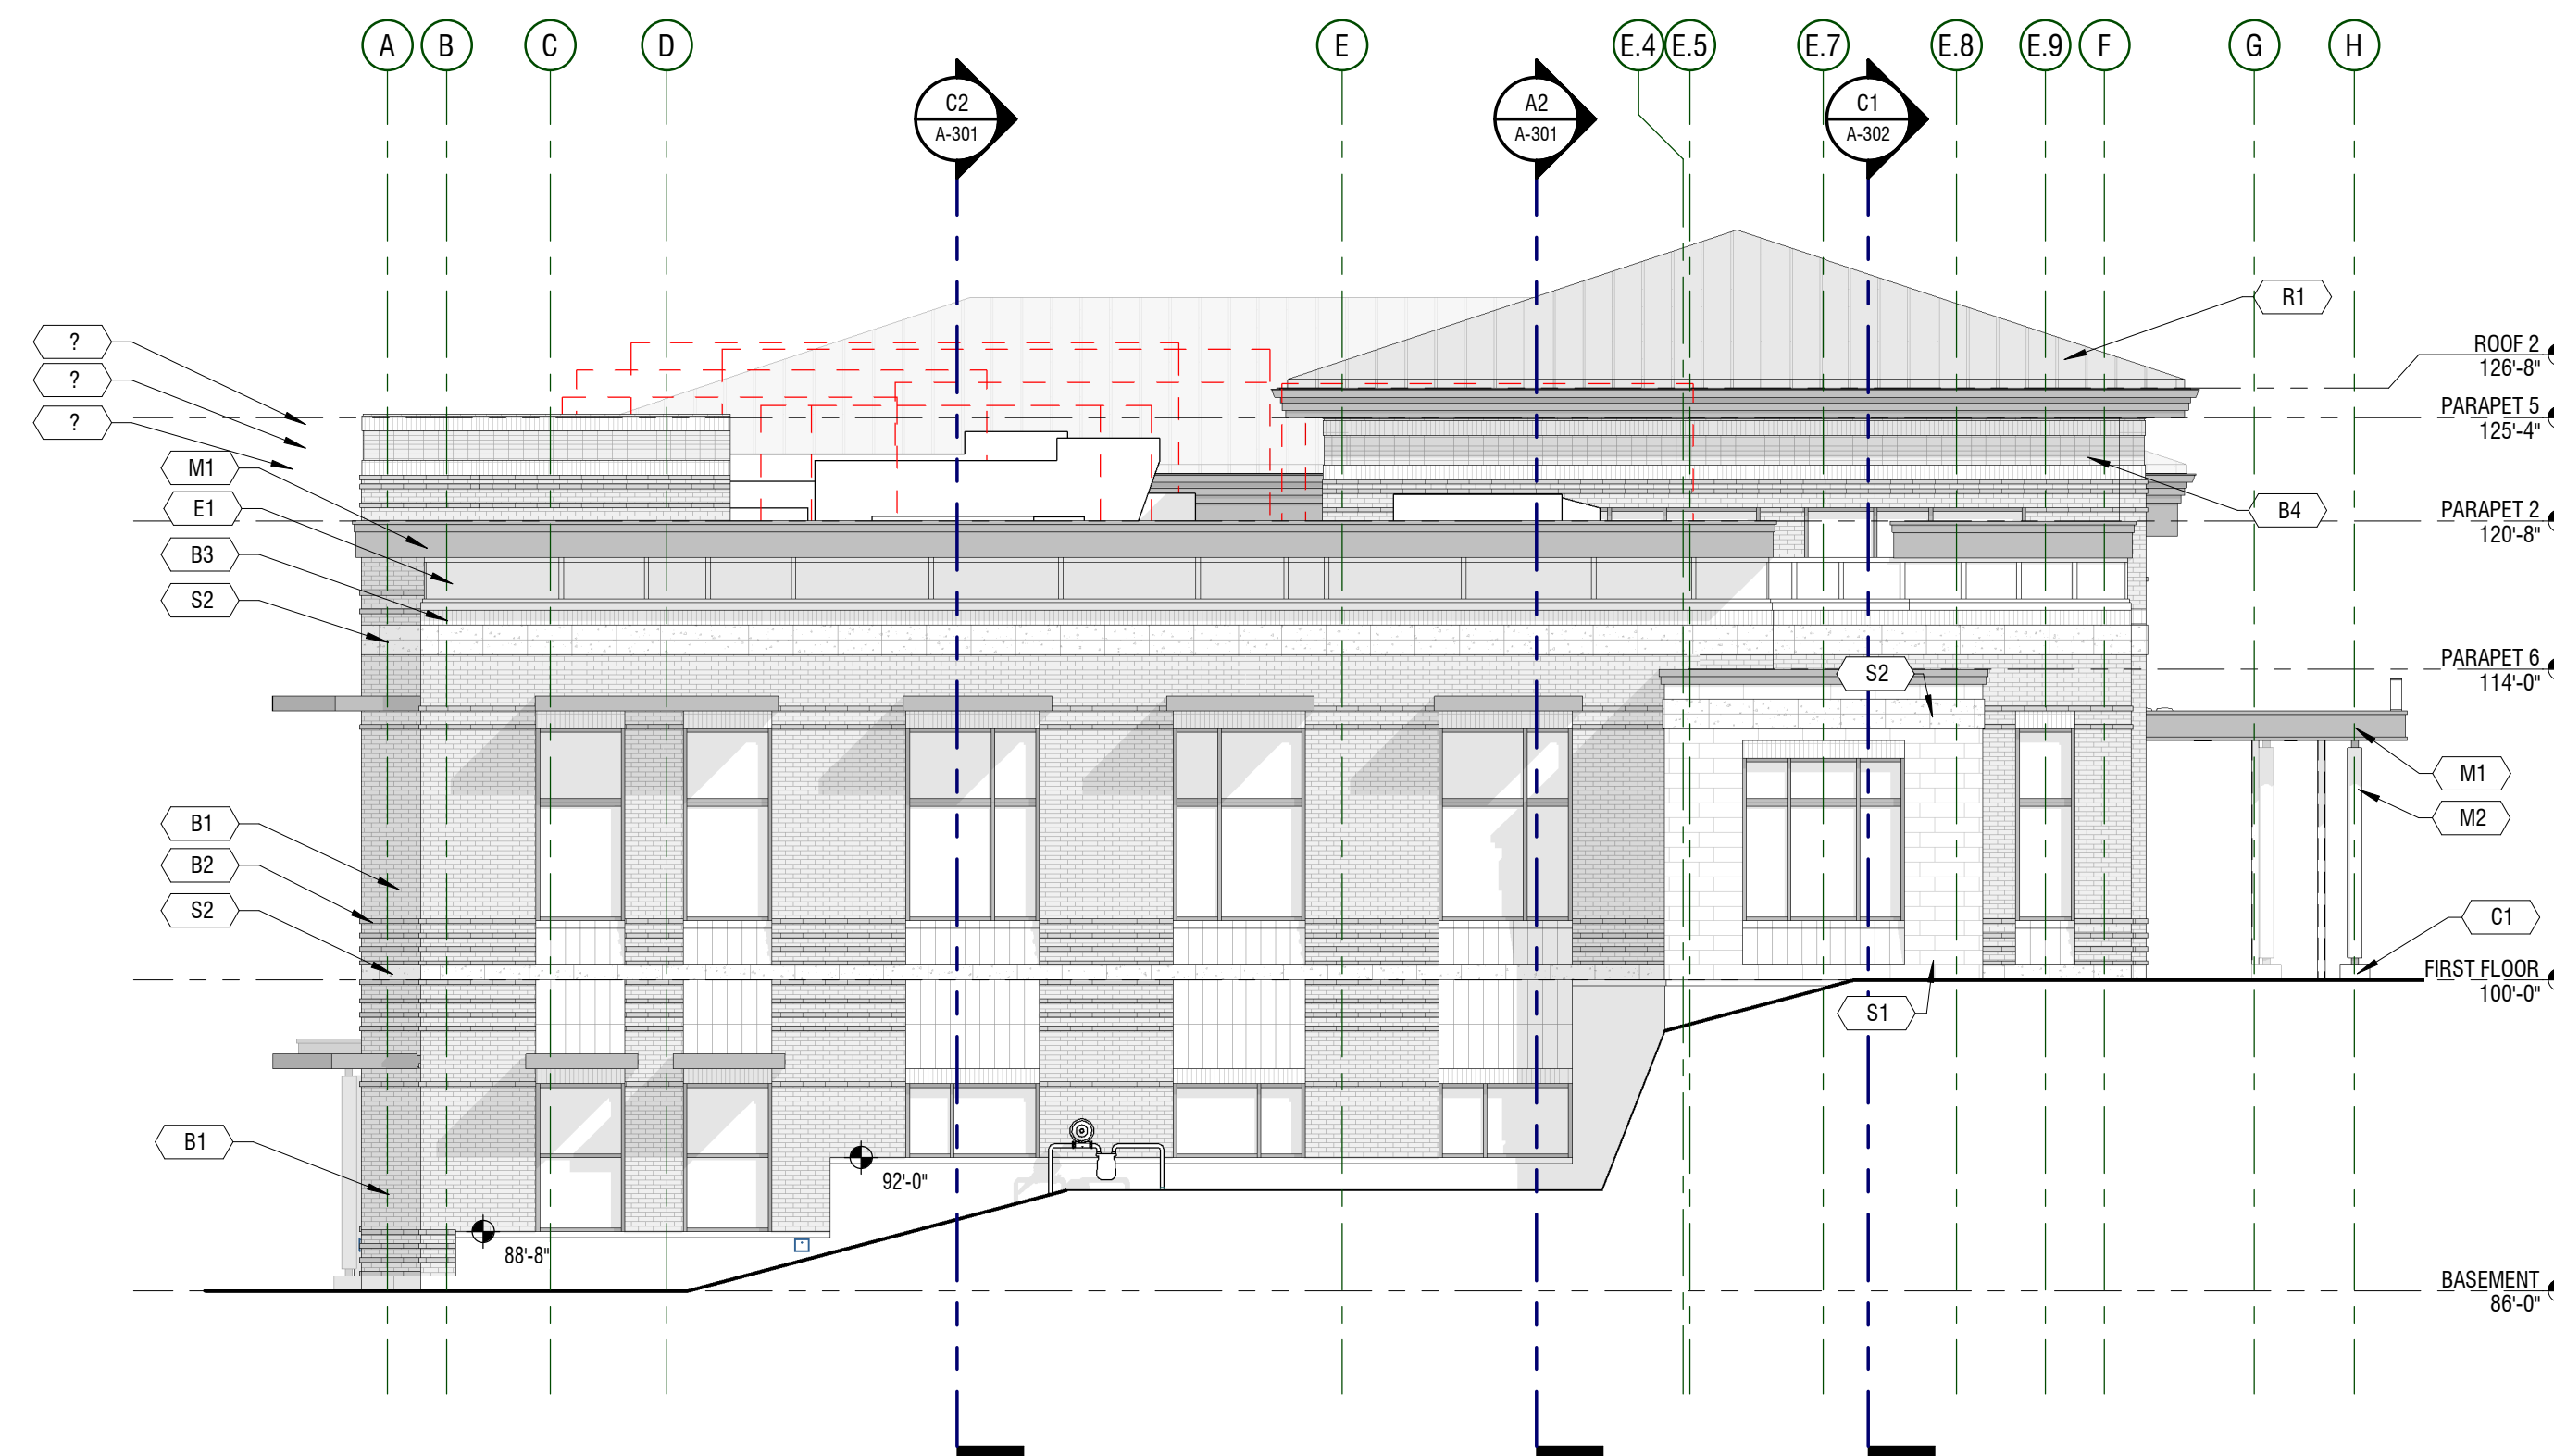 A B C D E E.4 E.5 E.7 E.8 E.9 F G H
C2
A-301
A2
A-301
C1
A-302
R1
?
ROOF 2
126'-8"
?
PARAPET 5
125'-4"
?
M1
E1
B4
PARAPET 2
120'-8"
B3
S2
PARAPET 6
114'-0"
S2
M1
B1
M2
B2
S2
C1
FIRST FLOOR
100'-0"
S1
B1
92'-0"
88'-8"
BASEMENT
86'-0"